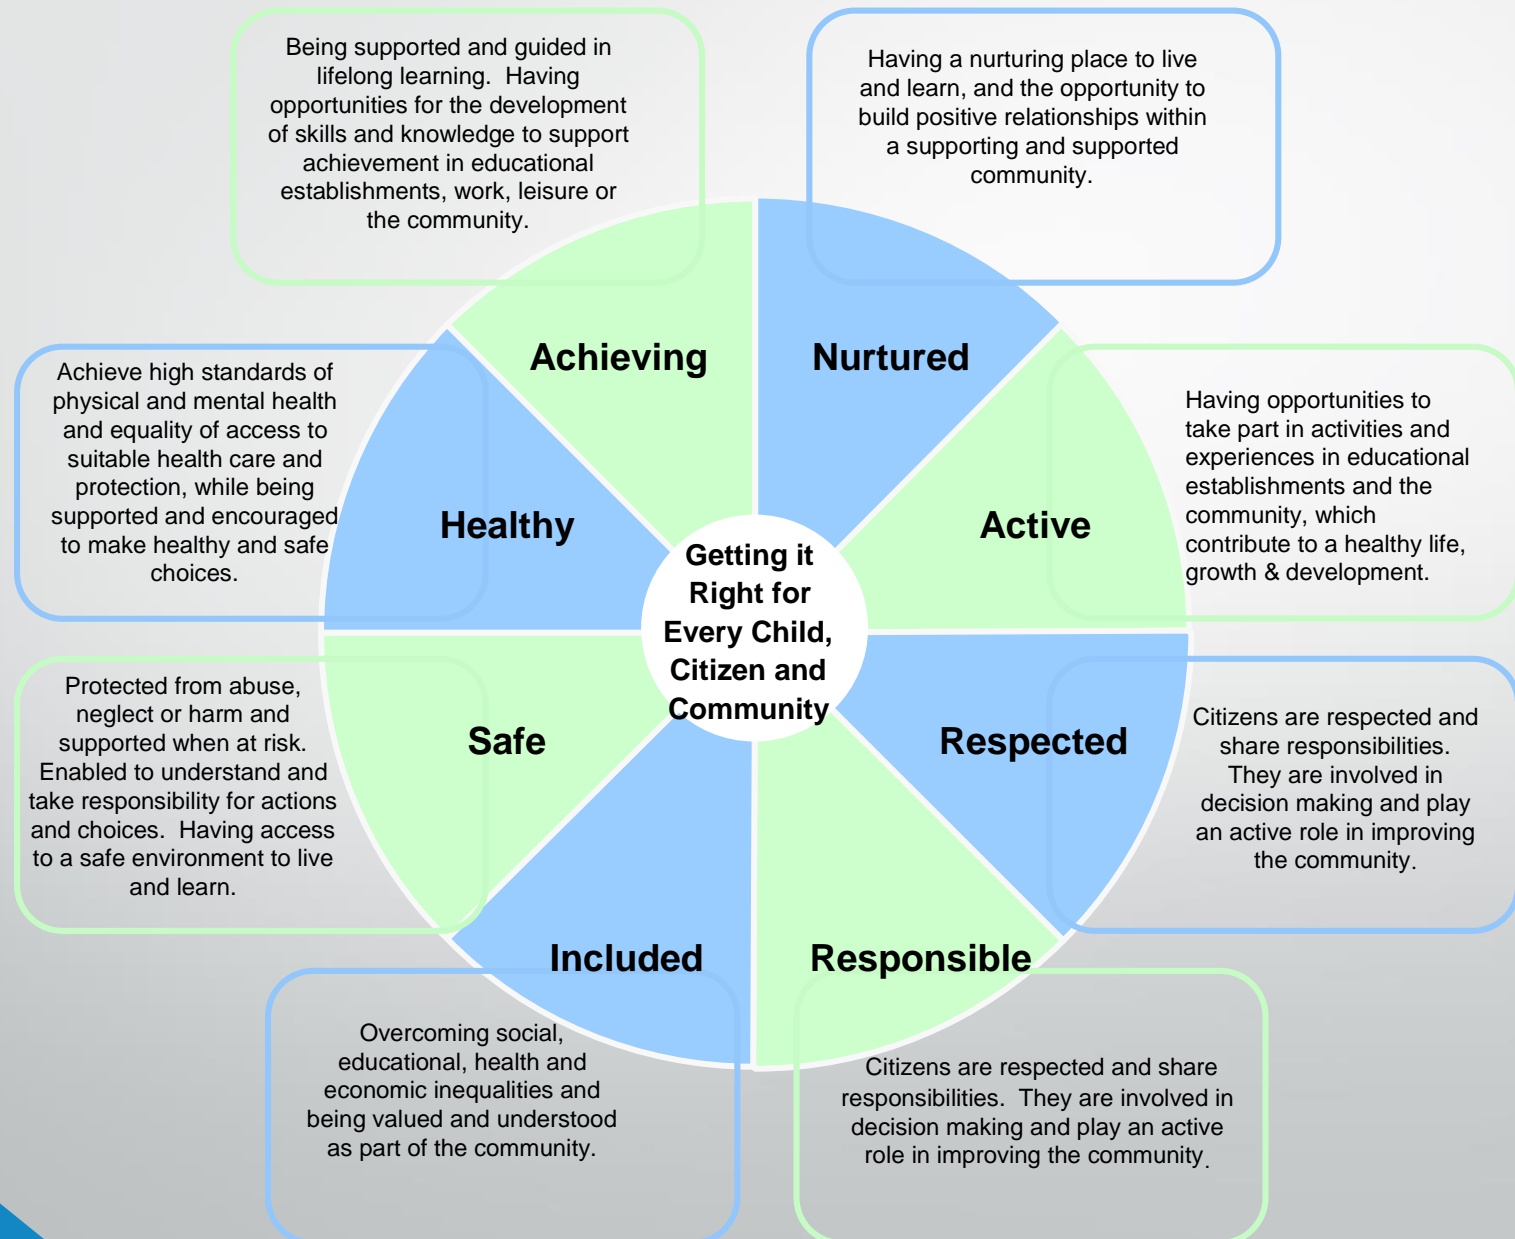 Being supported and guided in
lifelong learning.  Having
opportunities for the development
of skills and knowledge to support
achievement in educational
establishments, work, leisure or
the community.
Having a nurturing place to live
and learn, and the opportunity to
build positive relationships within
a supporting and supported
community.
Achieving
Nurtured
Achieve high standards of
physical and mental health
and equality of access to
suitable health care and
protection, while being
supported and encouraged
to make healthy and safe
choices.
Healthy
Active
Having opportunities to
take part in activities and
experiences in educational
establishments and the
community, which
contribute to a healthy life,
growth & development.
Getting it
Right for
Every Child,
Citizen and
Community
Protected from abuse,
neglect or harm and
supported when at risk.
Enabled to understand and
take responsibility for actions
and choices.  Having access
to a safe environment to live
and learn.
Safe
Respected
Citizens are respected and
share responsibilities.
They are involved in
decision making and play
an active role in improving
the community.
Included
Responsible
Overcoming social,
educational, health and
economic inequalities and
being valued and understood
as part of the community.
Citizens are respected and share
responsibilities.  They are involved in
decision making and play an active
role in improving the community.